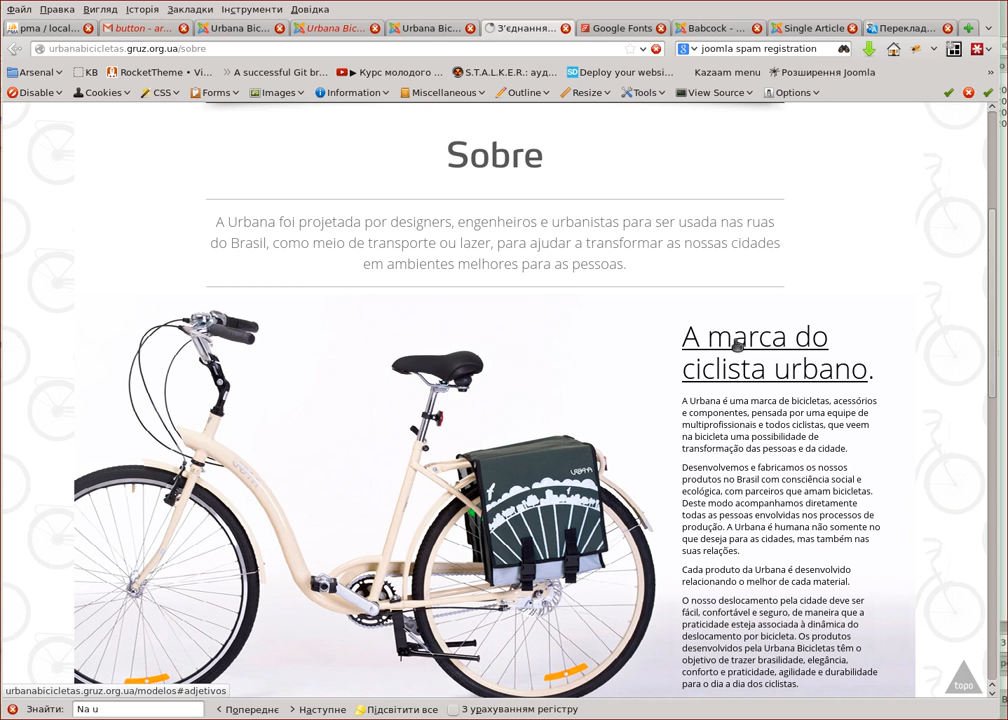 Файл Правка Вигляд Історія Закладки Інструменти Довідка
pma / local... button - ar... Urbana Bic... Urbana Bic... Urbana Bic... З'єднання... Google Fonts Babcock - ... Single Article Переклад...
urbanabicicletas.gruz.org.ua/sobre joomla spam registration
Arsenal KB RocketTheme • Vi... A successful Git br... Курс молодого ... S.T.A.L.K.E.R.: ауд... Deploy your websi... Kazaam menu Розширення Joomla
Disable Cookies CSS Forms Images Information Miscellaneous Outline Resize Tools View Source Options
Sobre
A Urbana foi projetada por designers, engenheiros e urbanistas para ser usada nas ruas
do Brasil, como meio de transporte ou lazer, para ajudar a transformar as nossas cidades
em ambientes melhores para as pessoas.
A marca do
ciclista urbano.
A Urbana é uma marca de bicicletas, acessórios
e componentes, pensada por uma equipe de
multiprofissionais e todos ciclistas, que veem
na bicicleta uma possibilidade de
transformação das pessoas e da cidade.
Desenvolvemos e fabricamos os nossos
produtos no Brasil com consciência social e
ecológica, com parceiros que amam bicicletas.
Deste modo acompanhamos diretamente
todas as pessoas envolvidas nos processos de
produção. A Urbana é humana não somente no
que deseja para as cidades, mas também nas
suas relações.
Cada produto da Urbana é desenvolvido
relacionando o melhor de cada material.
O nosso deslocamento pela cidade deve ser
fácil, confortável e seguro, de maneira que a
praticidade esteja associada à dinâmica do
deslocamento por bicicleta. Os produtos
desenvolvidos pela Urbana Bicicletas têm o
objetivo de trazer brasilidade, elegância,
conforto e praticidade, agilidade e durabilidade
para o dia a dia dos ciclistas.
URBANA
topo
urbanabicicletas.gruz.org.ua/modelos#adjetivos
Знайти: Na u Попереднє Наступне Підсвітити все З урахуванням регістру